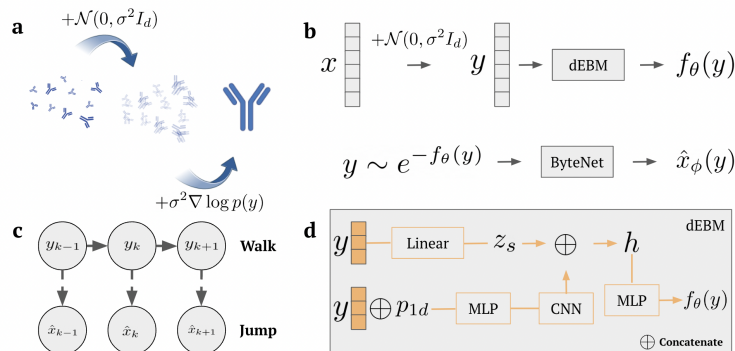 a
+𝒩(0, σ²I_d)
+σ²∇ log p(y)
b
x +𝒩(0, σ²I_d) y dEBM f_θ(y)
y ∼ e^{−f_θ(y)} ByteNet x̂_ϕ(y)
c
y_{k−1} y_k y_{k+1} Walk
x̂_{k−1} x̂_k x̂_{k+1} Jump
d dEBM
y Linear z_s ⊕ h
y ⊕ p_{1d} MLP CNN MLP f_θ(y)
⊕ Concatenate